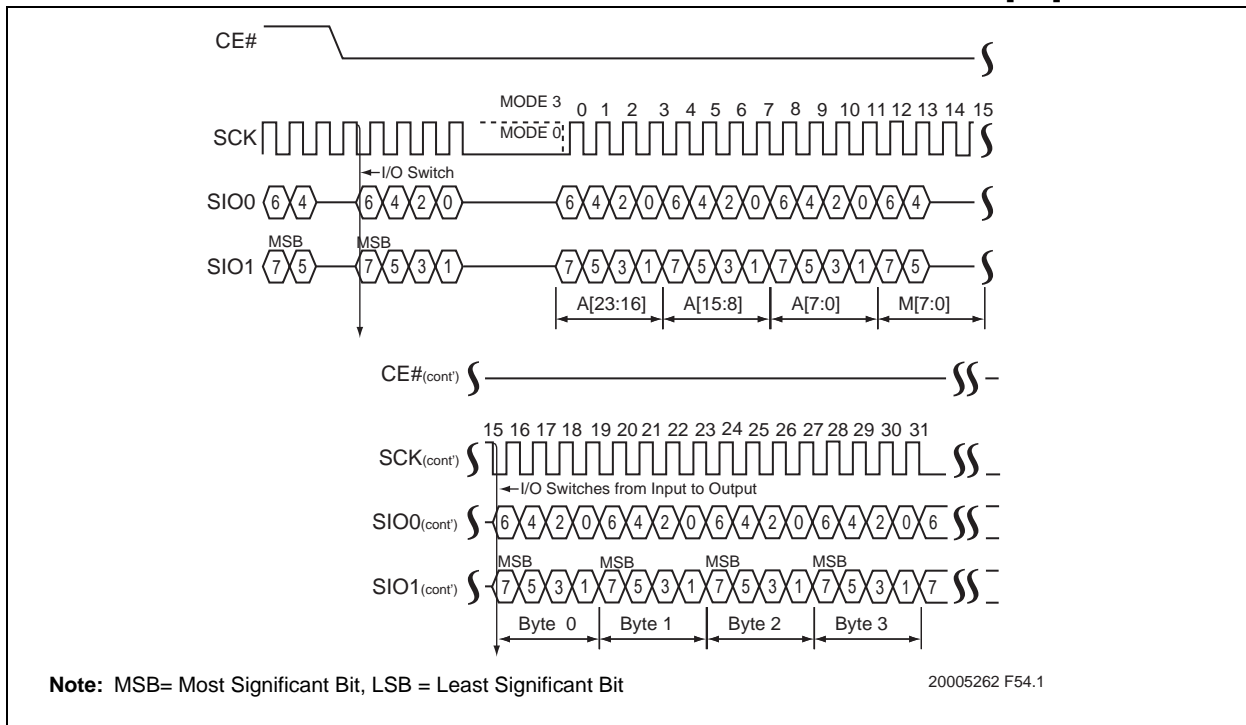 CE#
MODE 3
0 1 2 3 4 5 6 7 8 9 10 11 12 13 14 15
SCK
MODE 0
I/O Switch
SIO0 6 4 6 4 2 0 6 4 2 0 6 4 2 0 6 4 2 0 6 4
MSB MSB
SIO1 7 5 7 5 3 1 7 5 3 1 7 5 3 1 7 5 3 1 7 5
A[23:16] A[15:8] A[7:0] M[7:0]
CE#(cont')
15 16 17 18 19 20 21 22 23 24 25 26 27 28 29 30 31
SCK(cont')
I/O Switches from Input to Output
SIO0(cont') 6 4 2 0 6 4 2 0 6 4 2 0 6 4 2 0 6
MSB MSB MSB MSB
SIO1(cont') 7 5 3 1 7 5 3 1 7 5 3 1 7 5 3 1 7
Byte 0 Byte 1 Byte 2 Byte 3
Note: MSB= Most Significant Bit, LSB = Least Significant Bit
20005262 F54.1